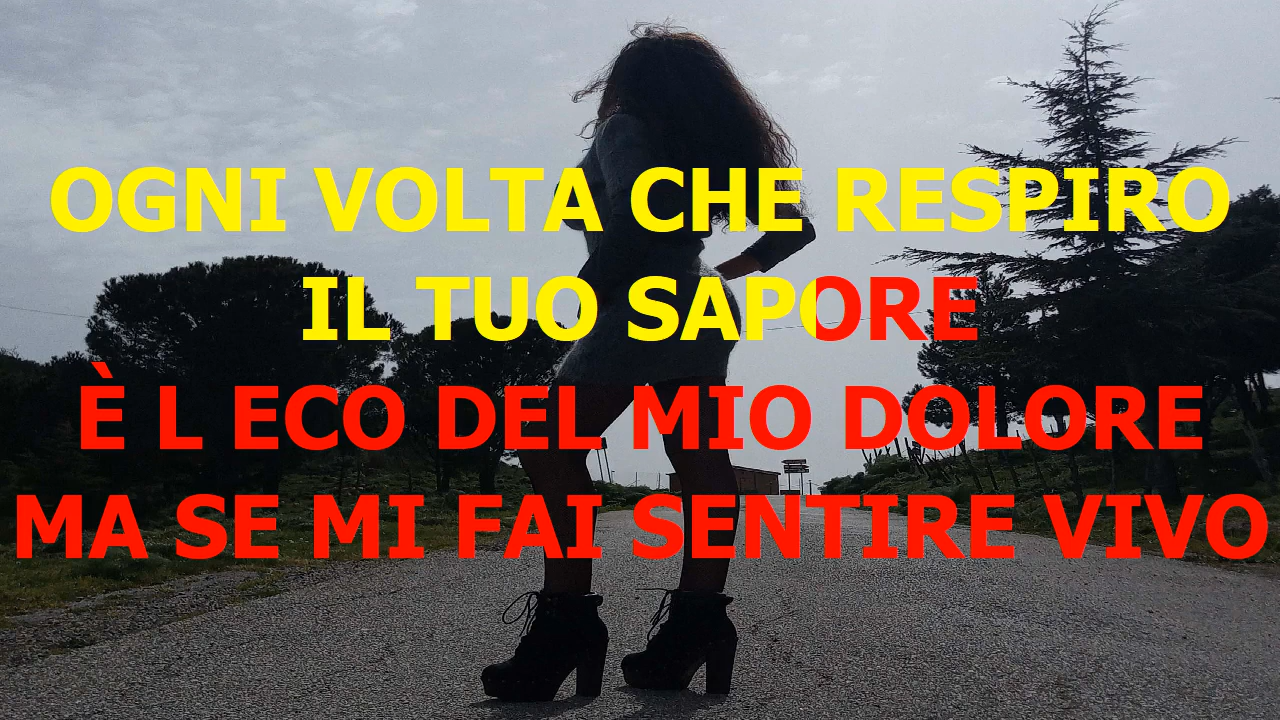 OGNI VOLTA CHE RESPIRO
IL TUO SAPORE
È L ECO DEL MIO DOLORE
MA SE MI FAI SENTIRE VIVO